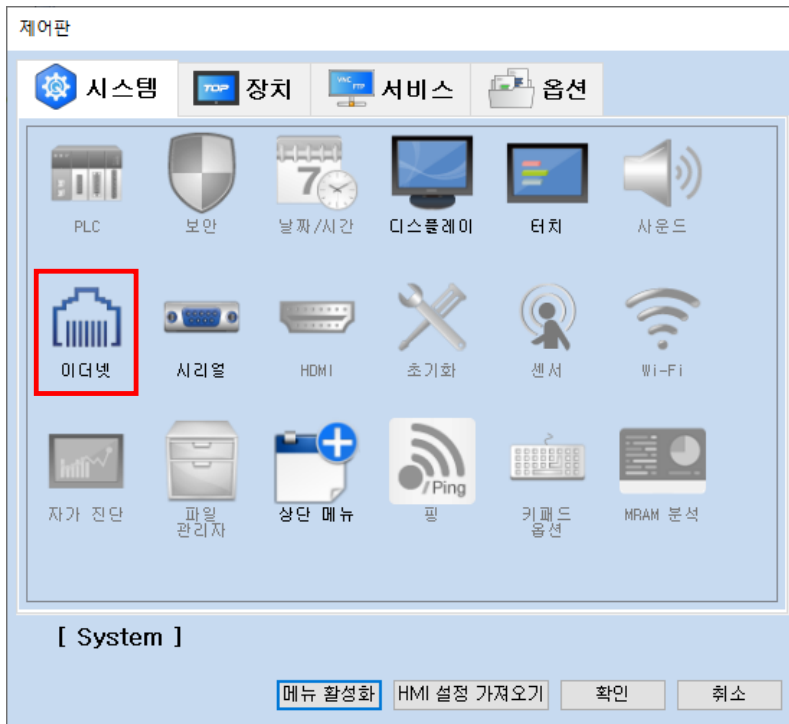 제어판
시스템
TOP
장치
VNC
FTP
서비스
옵션
7
PLC
보안
날짜/시간
디스플레이
터치
사운드
이더넷
시리얼
HDMI
초기화
센서
Wi-Fi
/Ping
자가 진단
파일
관리자
상단 메뉴
핑
키패드
옵션
MRAM 분석
[ System ]
메뉴 활성화
HMI 설정 가져오기
확인
취소